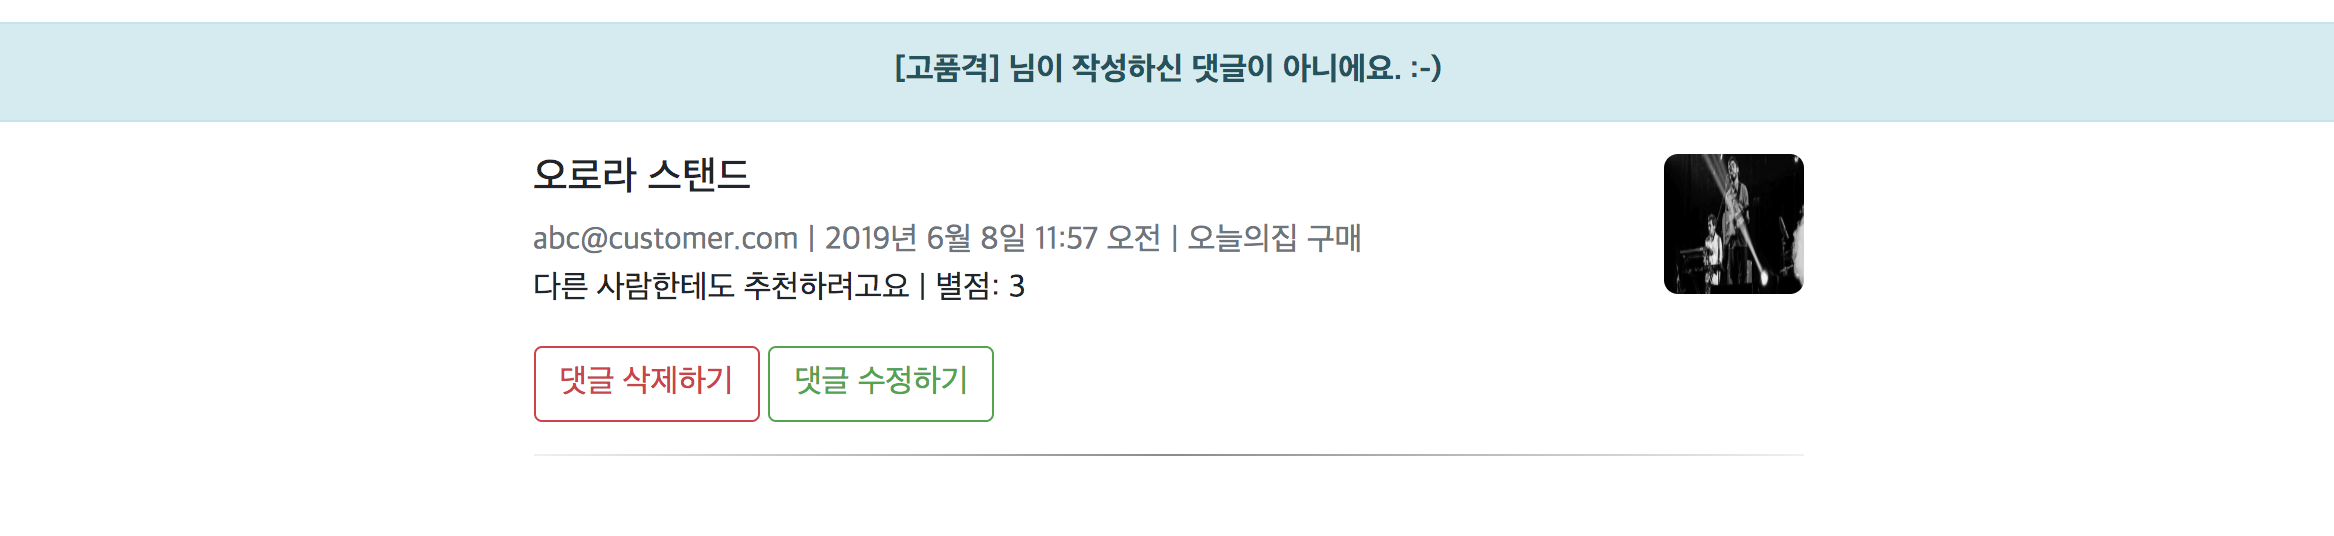 [고품격] 님이 작성하신 댓글이 아니에요. :-)
오로라 스탠드
abc@customer.com | 2019년 6월 8일 11:57 오전 | 오늘의집 구매
다른 사람한테도 추천하려고요 | 별점: 3
댓글 삭제하기 댓글 수정하기